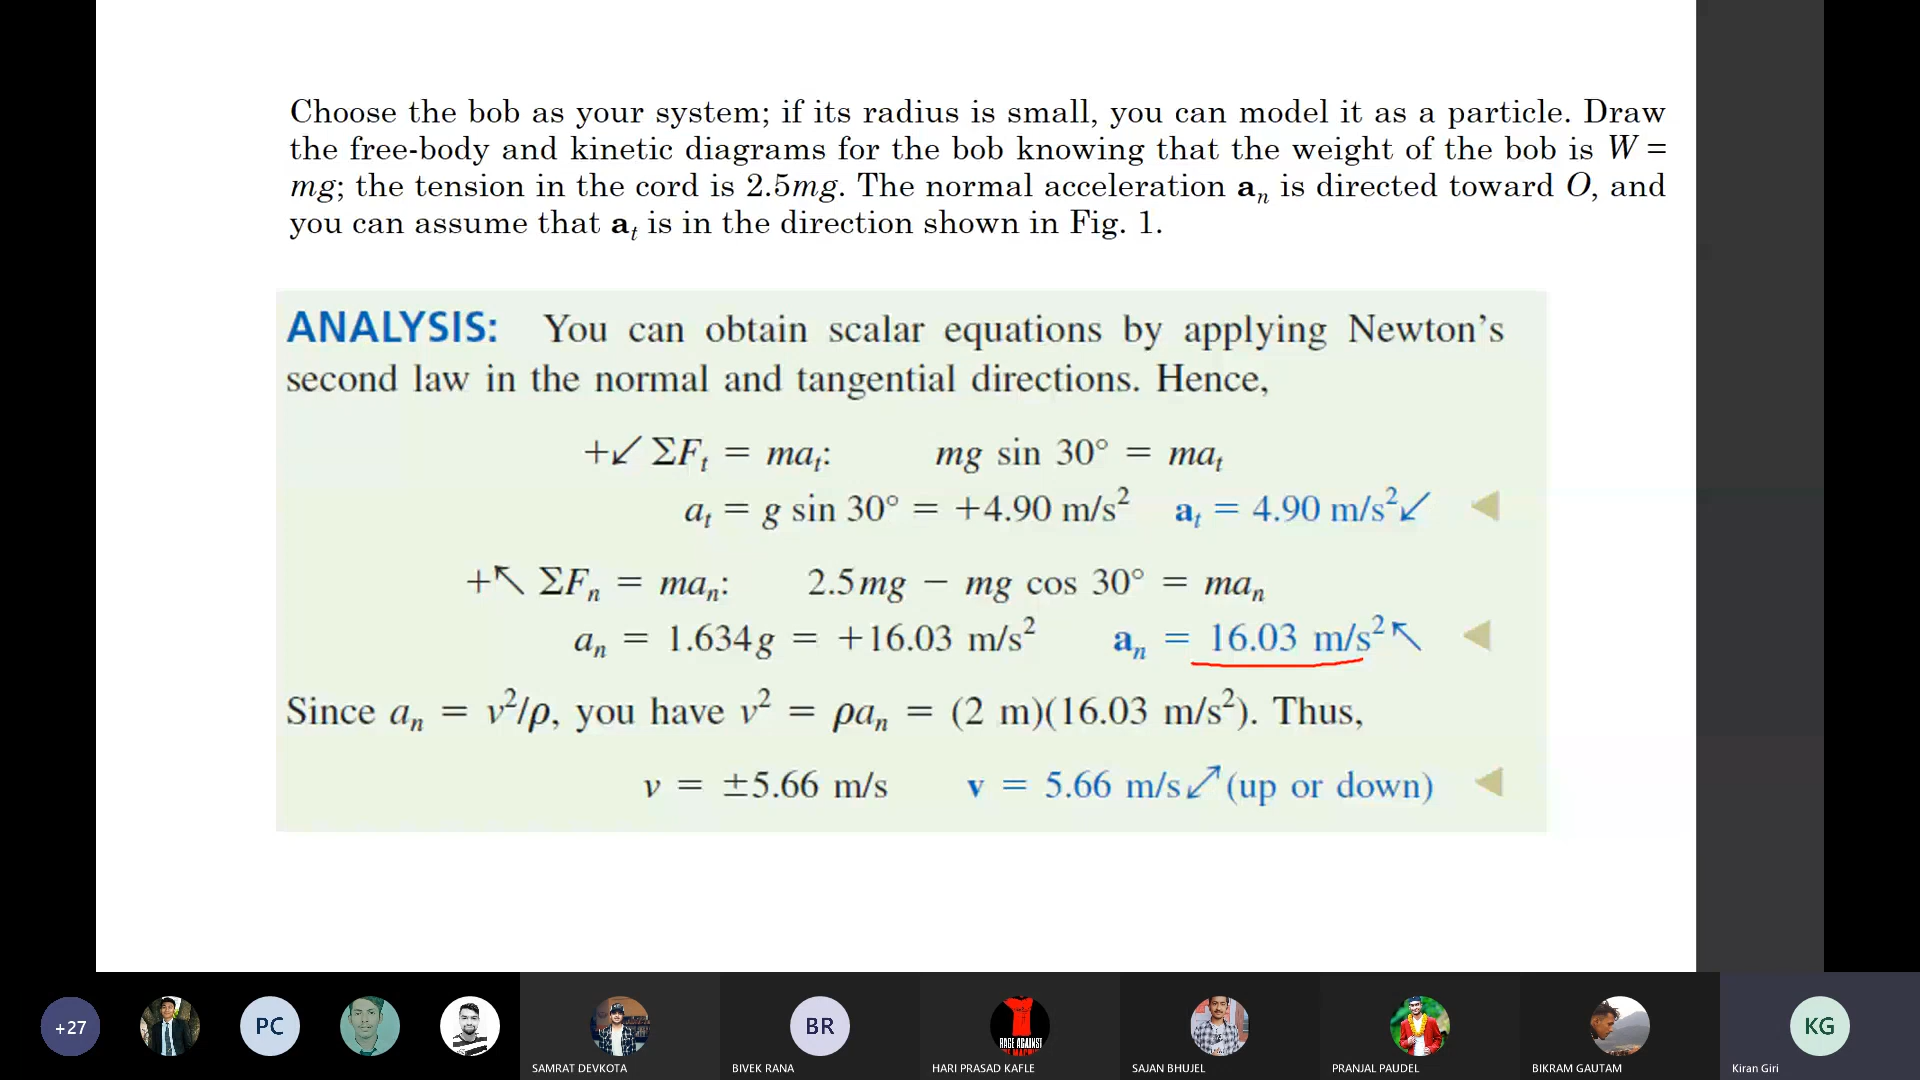 Choose the bob as your system; if its radius is small, you can model it as a particle. Draw
the free-body and kinetic diagrams for the bob knowing that the weight of the bob is W =
mg; the tension in the cord is 2.5mg. The normal acceleration aₙ is directed toward O, and
you can assume that aₜ is in the direction shown in Fig. 1.
ANALYSIS: You can obtain scalar equations by applying Newton's
second law in the normal and tangential directions. Hence,
+↙ ΣFₜ = maₜ: mg sin 30° = maₜ
aₜ = g sin 30° = +4.90 m/s² aₜ = 4.90 m/s²↙
+↖ ΣFₙ = maₙ: 2.5mg − mg cos 30° = maₙ
aₙ = 1.634g = +16.03 m/s² aₙ = 16.03 m/s²↖
Since aₙ = v²/ρ, you have v² = ρaₙ = (2 m)(16.03 m/s²). Thus,
v = ±5.66 m/s v = 5.66 m/s⤢(up or down)
+27
PC
BR
RAGE AGAINST
KG
SAMRAT DEVKOTA
BIVEK RANA
HARI PRASAD KAFLE
SAJAN BHUJEL
PRANJAL PAUDEL
BIKRAM GAUTAM
Kiran Giri